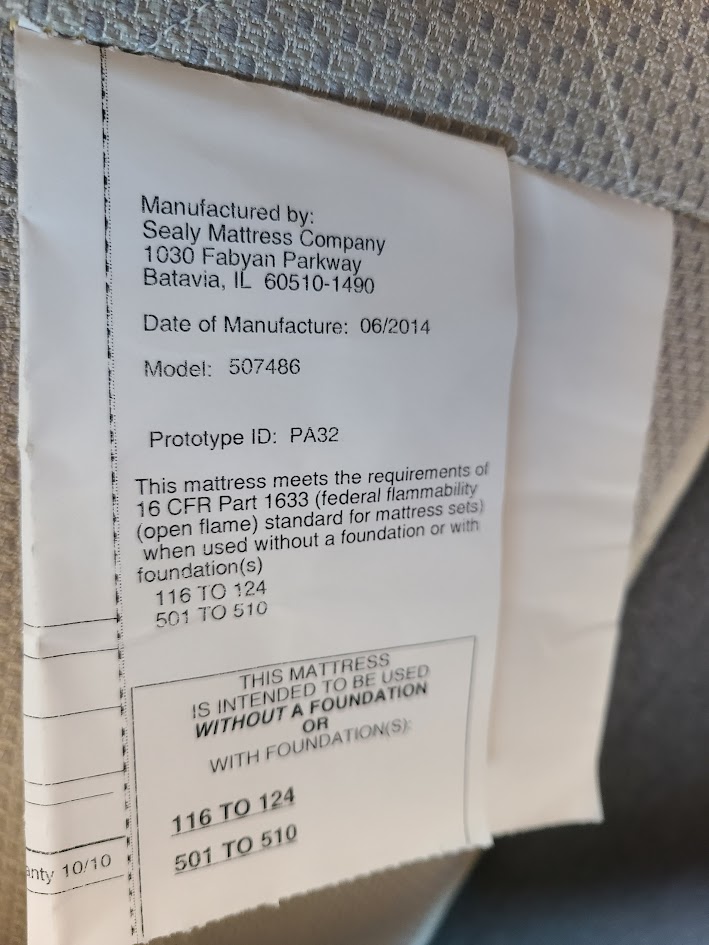 Manufactured by:
Sealy Mattress Company
1030 Fabyan Parkway
Batavia, IL 60510-1490
Date of Manufacture: 06/2014
Model: 507486
Prototype ID: PA32
This mattress meets the requirements of
16 CFR Part 1633 (federal flammability
(open flame) standard for mattress sets)
when used without a foundation or with
foundation(s)
116 TO 124
501 TO 510
THIS MATTRESS
IS INTENDED TO BE USED
WITHOUT A FOUNDATION
OR
WITH FOUNDATION(S):
116 TO 124
501 TO 510
10/10